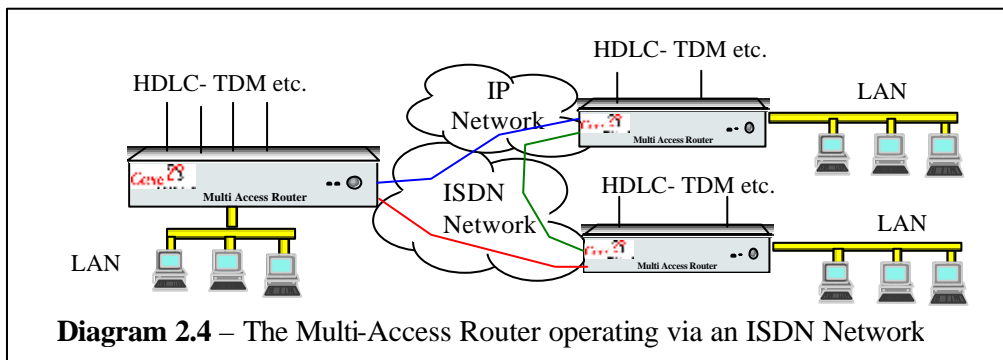 HDLC- TDM etc.
IP
Network
HDLC- TDM etc.
LAN
Multi Access Router
Multi Access Router
ISDN
Network
HDLC- TDM etc.
LAN
LAN
Multi Access Router
Diagram 2.4 – The Multi-Access Router operating via an ISDN Network